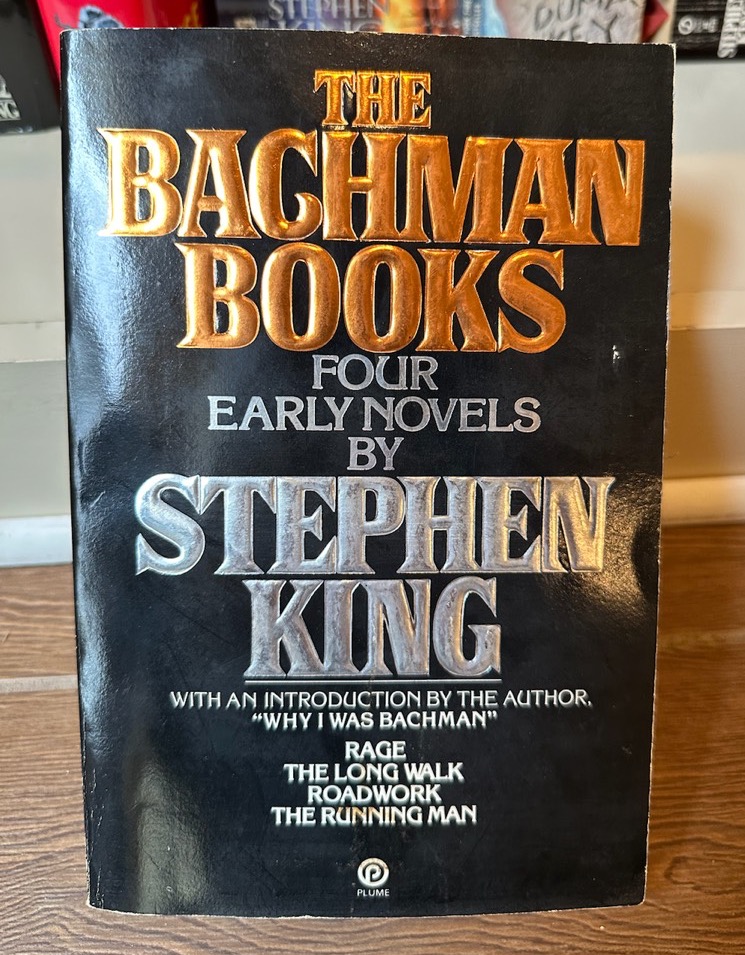 STEPHEN
THE
BACHMAN
BOOKS
FOUR
EARLY NOVELS
BY
STEPHEN
KING
WITH AN INTRODUCTION BY THE AUTHOR,
"WHY I WAS BACHMAN"
RAGE
THE LONG WALK
ROADWORK
THE RUNNING MAN
PLUME